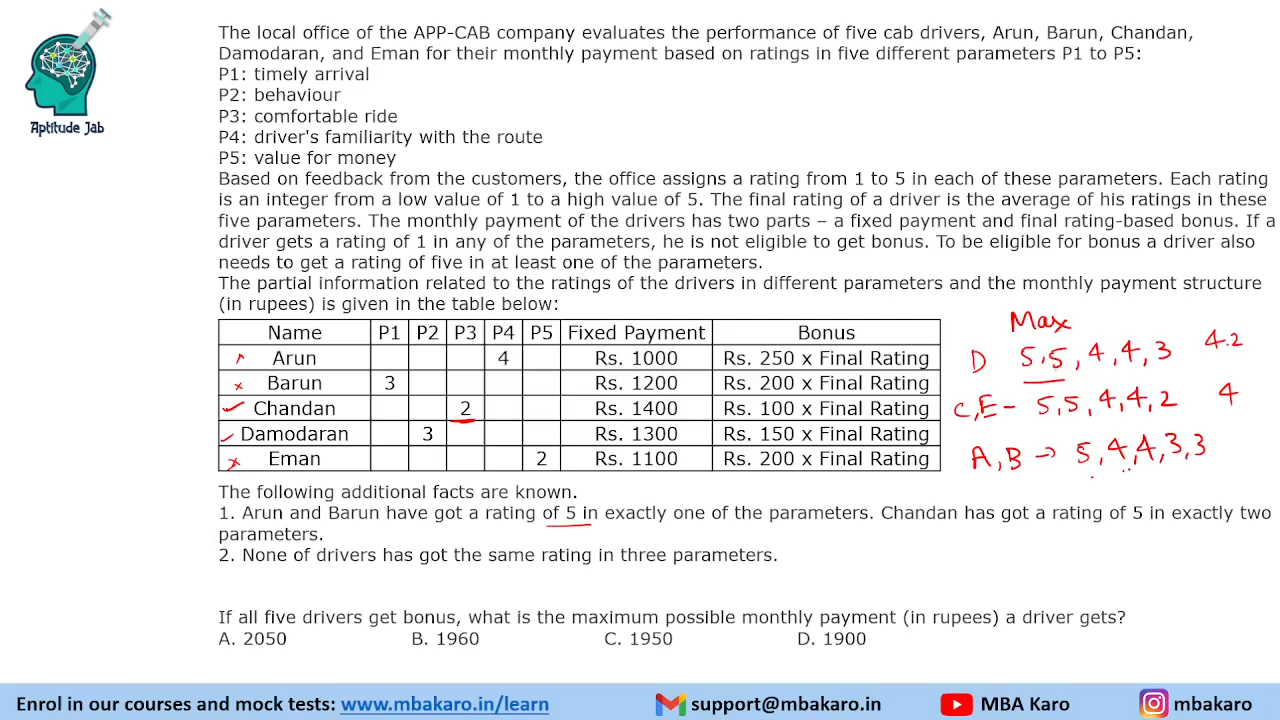 The local office of the APP-CAB company evaluates the performance of five cab drivers, Arun, Barun, Chandan,
Damodaran, and Eman for their monthly payment based on ratings in five different parameters P1 to P5:
P1: timely arrival
P2: behaviour
P3: comfortable ride
P4: driver's familiarity with the route
P5: value for money
Based on feedback from the customers, the office assigns a rating from 1 to 5 in each of these parameters. Each rating
is an integer from a low value of 1 to a high value of 5. The final rating of a driver is the average of his ratings in these
five parameters. The monthly payment of the drivers has two parts – a fixed payment and final rating-based bonus. If a
driver gets a rating of 1 in any of the parameters, he is not eligible to get bonus. To be eligible for bonus a driver also
needs to get a rating of five in at least one of the parameters.
The partial information related to the ratings of the drivers in different parameters and the monthly payment structure
(in rupees) is given in the table below:
Name P1 P2 P3 P4 P5 Fixed Payment Bonus
Arun 4 Rs. 1000 Rs. 250 x Final Rating
Barun 3 Rs. 1200 Rs. 200 x Final Rating
Chandan 2 Rs. 1400 Rs. 100 x Final Rating
Damodaran 3 Rs. 1300 Rs. 150 x Final Rating
Eman 2 Rs. 1100 Rs. 200 x Final Rating
Max
D 5,5,4,4,3 4.2
C,E - 5,5,4,4,2 4
A,B → 5,4,4,3,3
The following additional facts are known.
1. Arun and Barun have got a rating of 5 in exactly one of the parameters. Chandan has got a rating of 5 in exactly two
parameters.
2. None of drivers has got the same rating in three parameters.
If all five drivers get bonus, what is the maximum possible monthly payment (in rupees) a driver gets?
A. 2050 B. 1960 C. 1950 D. 1900
Aptitude Jab
Enrol in our courses and mock tests: www.mbakaro.in/learn support@mbakaro.in MBA Karo mbakaro